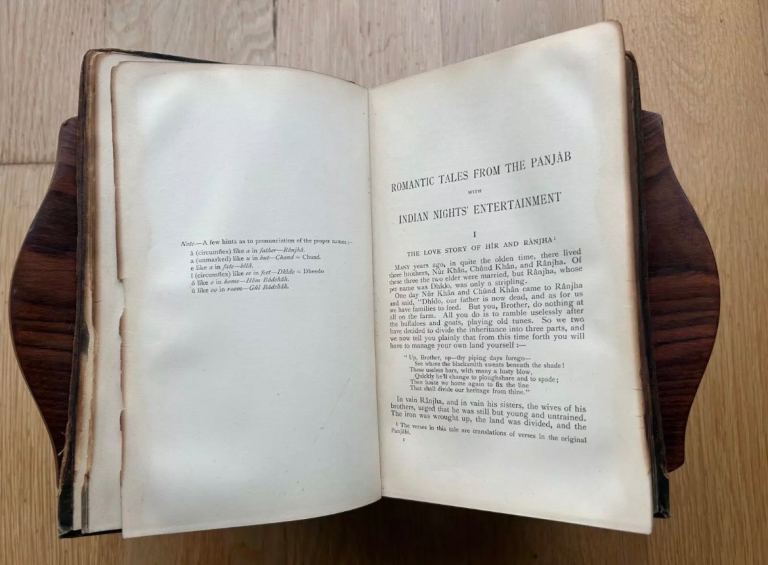 Note.—A few hints as to pronunciation of the proper names :—
â (circumflex) like a in father—Rânjhâ.
a (unmarked) like u in but—Chand = Chund.
e like a in fate—blâ.
î (circumflex) like ee in feet—Dhîdo = Dheedo
ô like o in home—Hôm Bâdshâh.
û like oo in room—Gûl Bâdshâh.
ROMANTIC TALES FROM THE PANJÂB
WITH
INDIAN NIGHTS' ENTERTAINMENT
I
THE LOVE STORY OF HÎR AND RÂNJHA¹
MANY years ago, in quite the olden time, there lived
three brothers, Nûr Khân, Chûnd Khân, and Rânjha. Of
these three the two elder were married, but Rânjha, whose
pet name was Dhîdo, was only a stripling.
One day Nûr Khân and Chûnd Khân came to Rânjha
and said, "Dhîdo, our father is now dead, and as for us
we have families to feed. But you, Brother, do nothing at
all on the farm. All you do is to ramble uselessly after
the buffaloes and goats, playing old tunes. So we two
have decided to divide the inheritance into three parts, and
we now tell you plainly that from this time forth you will
have to manage your own land yourself :—
"Up, Brother, up—thy piping days forego—
See where the blacksmith sweats beneath the shade!
These useless bars, with many a lusty blow,
Quickly he'll change to ploughshare and to spade;
Then haste we home again to fix the line
That shall divide our heritage from thine."
In vain Rânjha, and in vain his sisters, the wives of his
brothers, urged that he was still but young and untrained.
The iron was wrought up, the land was divided, and the
¹ The verses in this tale are translations of verses in the original
Panjâbî.